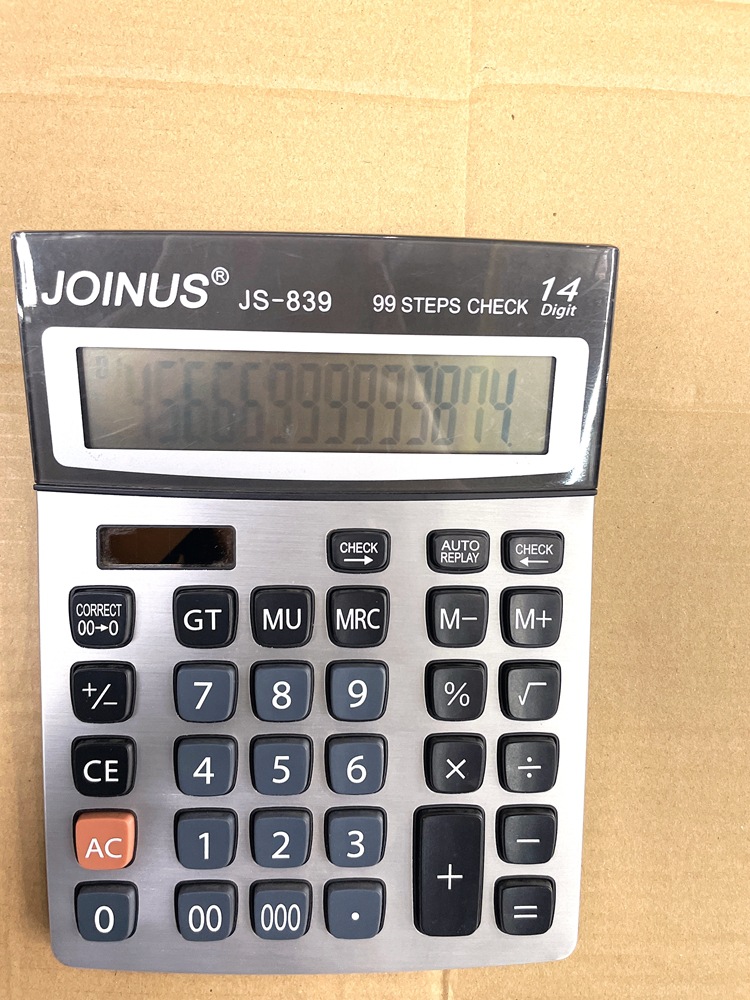 JOINUS® JS-839 99 STEPS CHECK 14 Digit
CHECK→ AUTO REPLAY CHECK←
CORRECT 00→0 GT MU MRC M− M+
+/− 7 8 9 % √
CE 4 5 6 × ÷
AC 1 2 3 + −
0 00 000 . =